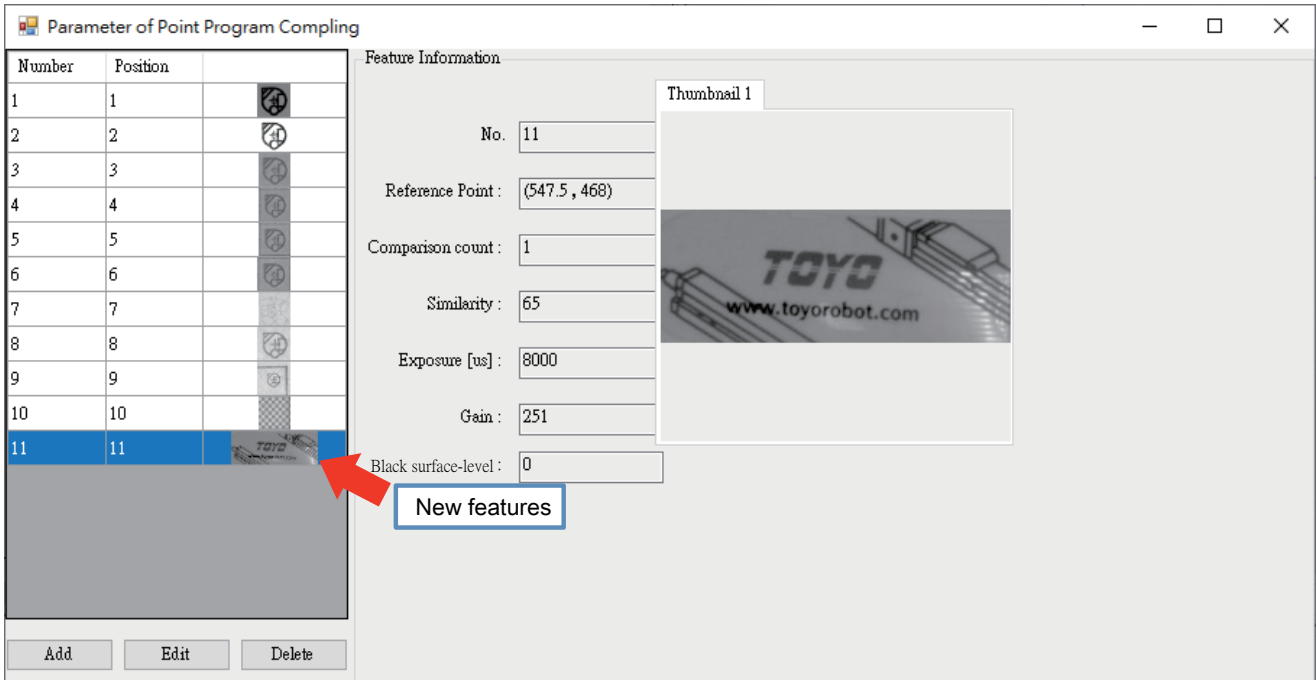 Parameter of Point Program Compling
Number Position
1 1
2 2
3 3
4 4
5 5
6 6
7 7
8 8
9 9
10 10
11 11
TOYO
Add Edit Delete
Feature Information
No. 11
Reference Point : (547.5 , 468)
Comparison count : 1
Similarity : 65
Exposure [us] : 8000
Gain : 251
Black surface-level : 0
Thumbnail 1
TOYO
www.toyorobot.com
New features